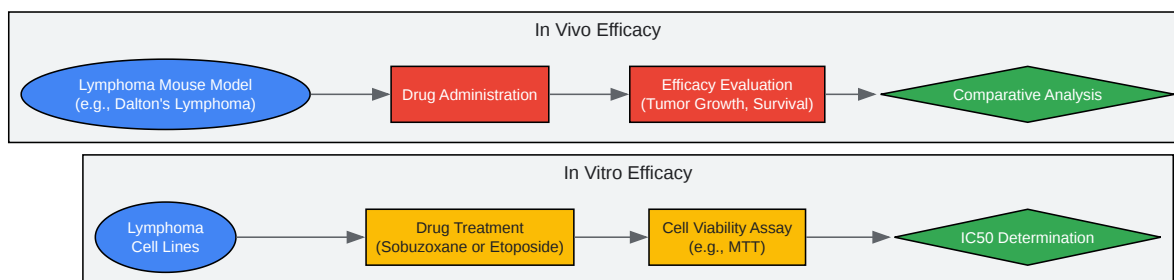 In Vivo Efficacy
Lymphoma Mouse Model
(e.g., Dalton's Lymphoma)
Drug Administration
Efficacy Evaluation
(Tumor Growth, Survival)
Comparative Analysis
In Vitro Efficacy
Lymphoma
Cell Lines
Drug Treatment
(Sobuzoxane or Etoposide)
Cell Viability Assay
(e.g., MTT)
IC50 Determination